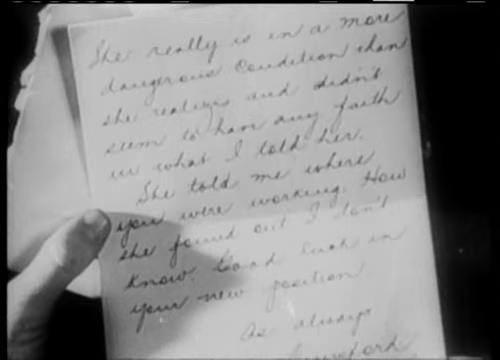 She really is in a more
dangerous condition than
she realizes and didn't
seem to have any faith
in what I told her.
She told me where
you were working. How
she found out I don't
know. Good luck in
your new position
As always